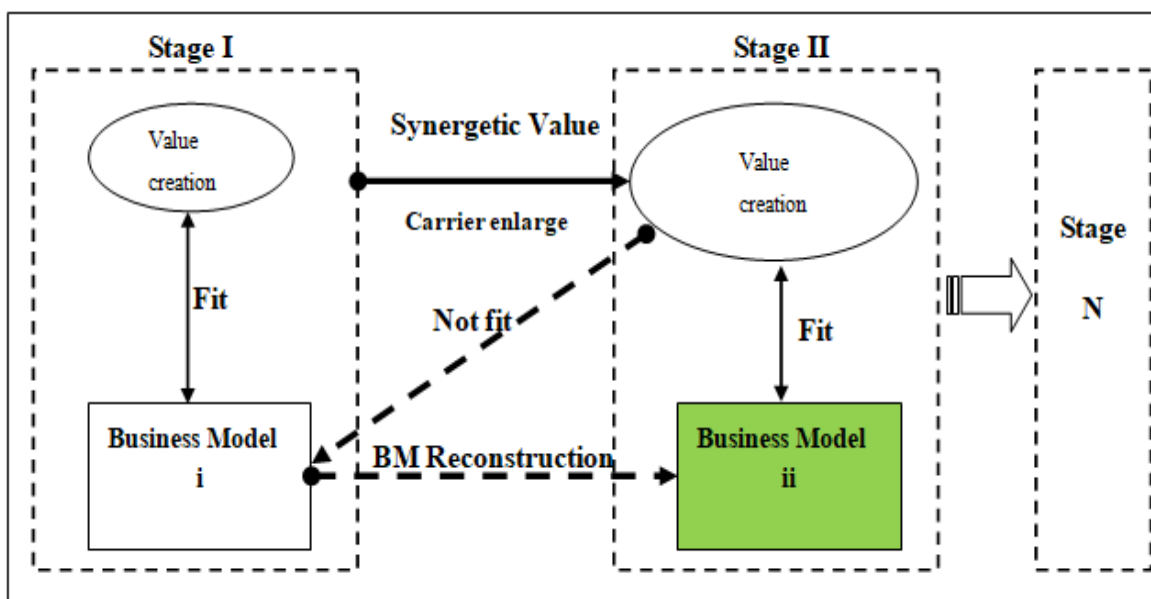 Stage I
Value
creation
Fit
Business Model
i
Synergetic Value
Carrier enlarge
Not fit
BM Reconstruction
Stage II
Value
creation
Fit
Business Model
ii
Stage
N